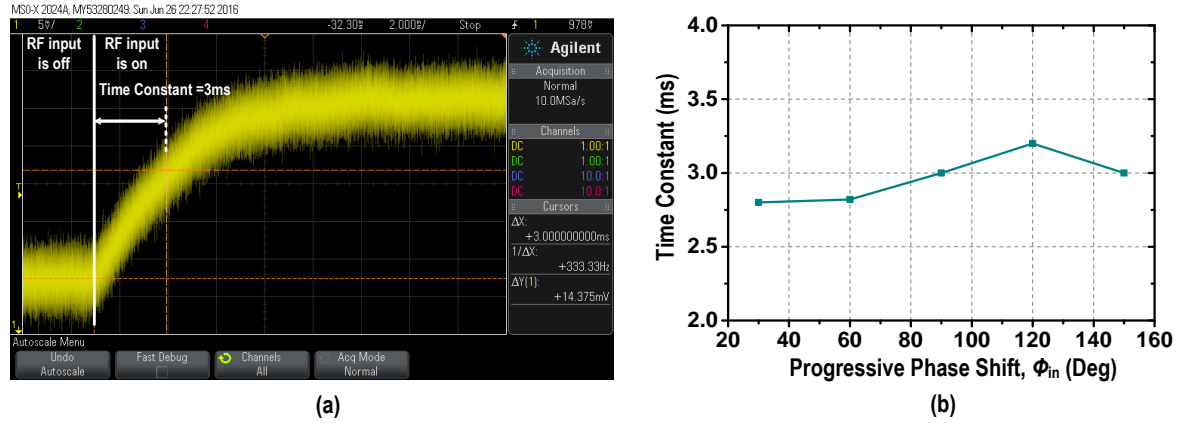 MSO-X 2024A, MY53280249: Sun Jun 26 22:27:52 2016
1 5▽/ 2 3 4 -32.30▽ 2.000▽/ Stop 1 978▽
RF input is off
RF input is on
Time Constant =3ms
T
1
Agilent
Acquisition
Normal
10.0MSa/s
Channels
DC 1.00:1
DC 1.00:1
DC 10.0:1
DC 10.0:1
Cursors
ΔX:
+3.000000000ms
1/ΔX:
+333.33Hz
ΔY(1):
+14.375mV
Autoscale Menu
Undo Autoscale
Fast Debug
Channels All
Acq Mode Normal
(a)
Time Constant (ms)
4.0
3.5
3.0
2.5
2.0
20 40 60 80 100 120 140 160
Progressive Phase Shift, Φin (Deg)
(b)